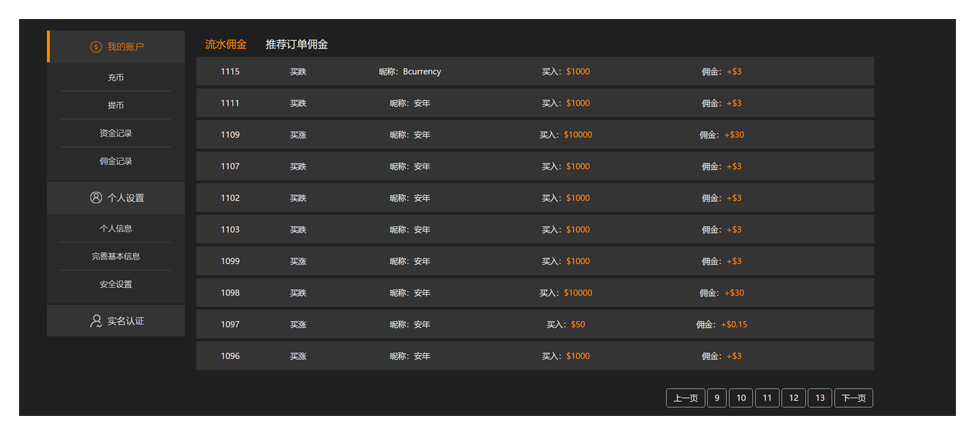 我的账户
充币
提币
资金记录
佣金记录
个人设置
个人信息
完善基本信息
安全设置
实名认证
流水佣金 推荐订单佣金
1115 买跌 昵称：Bcurrency 买入：$1000 佣金：+$3
1111 买跌 昵称：安年 买入：$1000 佣金：+$3
1109 买涨 昵称：安年 买入：$10000 佣金：+$30
1107 买跌 昵称：安年 买入：$1000 佣金：+$3
1102 买跌 昵称：安年 买入：$1000 佣金：+$3
1103 买跌 昵称：安年 买入：$1000 佣金：+$3
1099 买涨 昵称：安年 买入：$1000 佣金：+$3
1098 买跌 昵称：安年 买入：$10000 佣金：+$30
1097 买涨 昵称：安年 买入：$50 佣金：+$0.15
1096 买涨 昵称：安年 买入：$1000 佣金：+$3
上一页 9 10 11 12 13 下一页